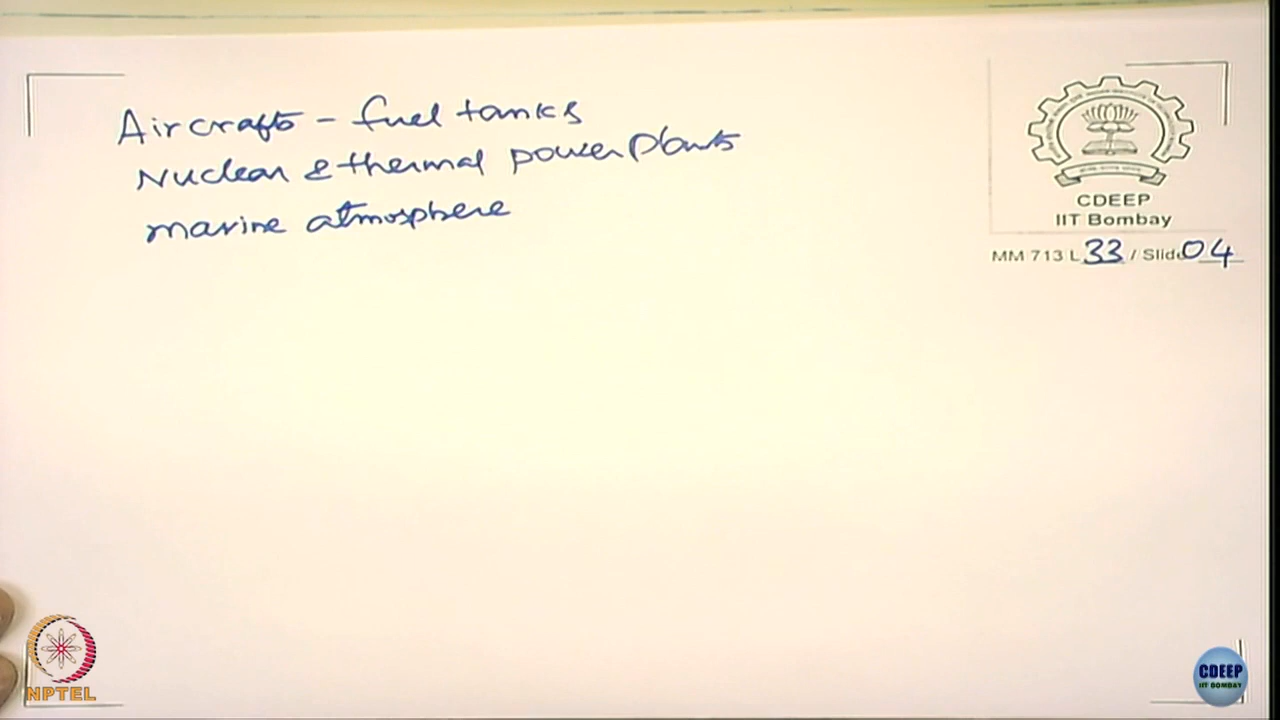 Aircrafts - fuel tanks
Nuclear & thermal power plants
marine atmosphere
CDEEP
IIT Bombay
MM 713 L 33 / Slide 04
NPTEL
CDEEP
IIT BOMBAY